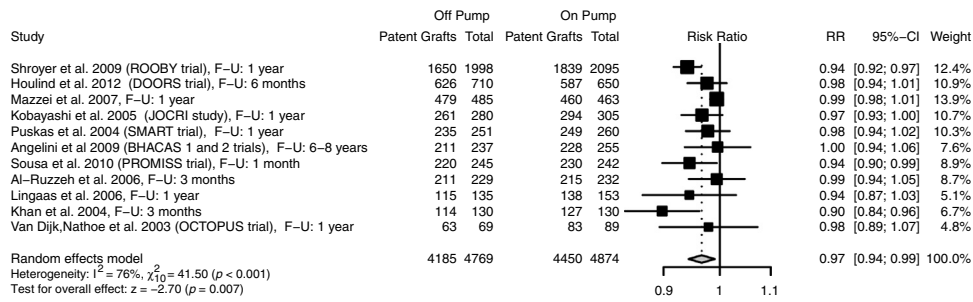 Off Pump On Pump
Study Patent Grafts Total Patent Grafts Total Risk Ratio RR 95%−CI Weight
Shroyer et al. 2009 (ROOBY trial), F−U: 1 year 1650 1998 1839 2095 0.94 [0.92; 0.97] 12.4%
Houlind et al. 2012 (DOORS trial), F−U: 6 months 626 710 587 650 0.98 [0.94; 1.01] 10.9%
Mazzei et al. 2007, F−U: 1 year 479 485 460 463 0.99 [0.98; 1.01] 13.9%
Kobayashi et al. 2005 (JOCRI study), F−U: 1 year 261 280 294 305 0.97 [0.93; 1.00] 10.7%
Puskas et al. 2004 (SMART trial), F−U: 1 year 235 251 249 260 0.98 [0.94; 1.02] 10.3%
Angelini et al 2009 (BHACAS 1 and 2 trials), F−U: 6−8 years 211 237 228 255 1.00 [0.94; 1.06] 7.6%
Sousa et al. 2010 (PROMISS trial), F−U: 1 month 220 245 230 242 0.94 [0.90; 0.99] 8.9%
Al−Ruzzeh et al. 2006, F−U: 3 months 211 229 215 232 0.99 [0.94; 1.05] 8.7%
Lingaas et al. 2006, F−U: 1 year 115 135 138 153 0.94 [0.87; 1.03] 5.1%
Khan et al. 2004, F−U: 3 months 114 130 127 130 0.90 [0.84; 0.96] 6.7%
Van Dijk,Nathoe et al. 2003 (OCTOPUS trial), F−U: 1 year 63 69 83 89 0.98 [0.89; 1.07] 4.8%
Random effects model 4185 4769 4450 4874 0.97 [0.94; 0.99] 100.0%
Heterogeneity: I² = 76%, χ²₁₀ = 41.50 (p < 0.001)
Test for overall effect: z = −2.70 (p = 0.007)
0.9 1 1.1